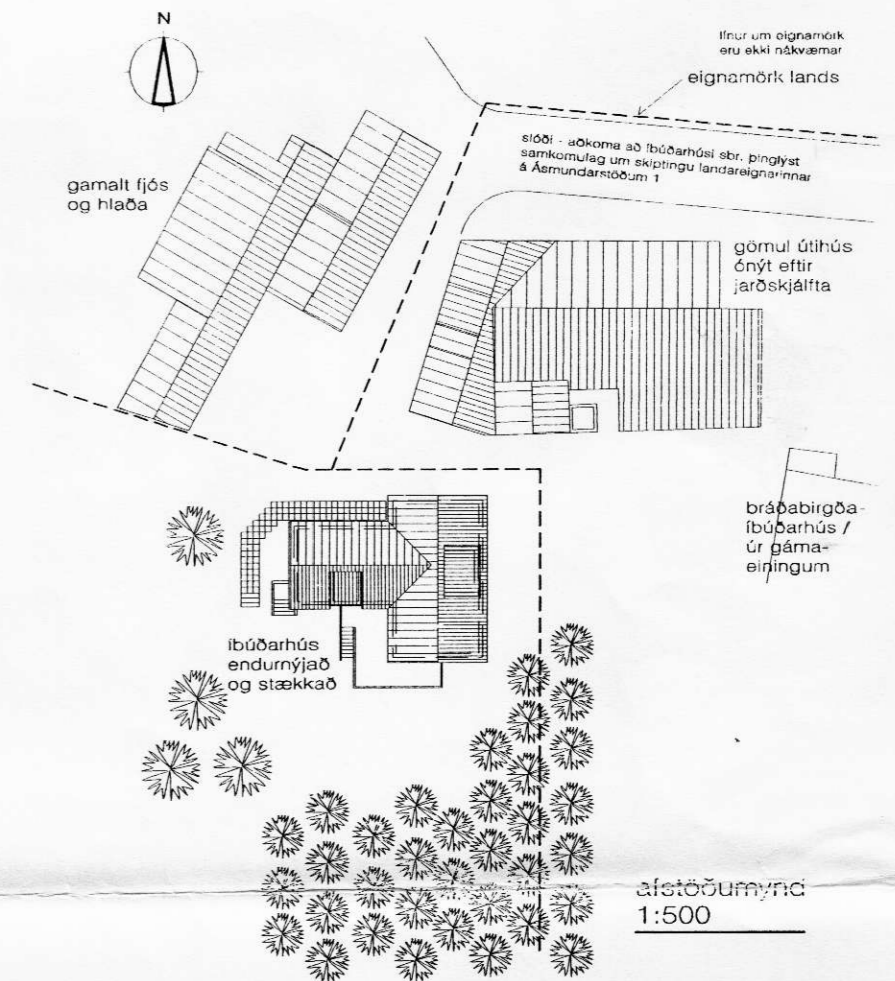 N
línur um eignamörk
eru ekki nákvæmar
eignamörk lands
slóði - aðkoma að íbúðarhúsi sbr. þinglýst
samkomulag um skiptingu landareignarinnar
á Ásmundarstöðum 1
gamalt fjós
og hlaða
gömul útihús
ónýt eftir
jarðskjálfta
bráðabirgða-
íbúðarhús /
úr gáma-
einingum
íbúðarhús
endurnýjað
og stækkað
afstöðumynd
1:500